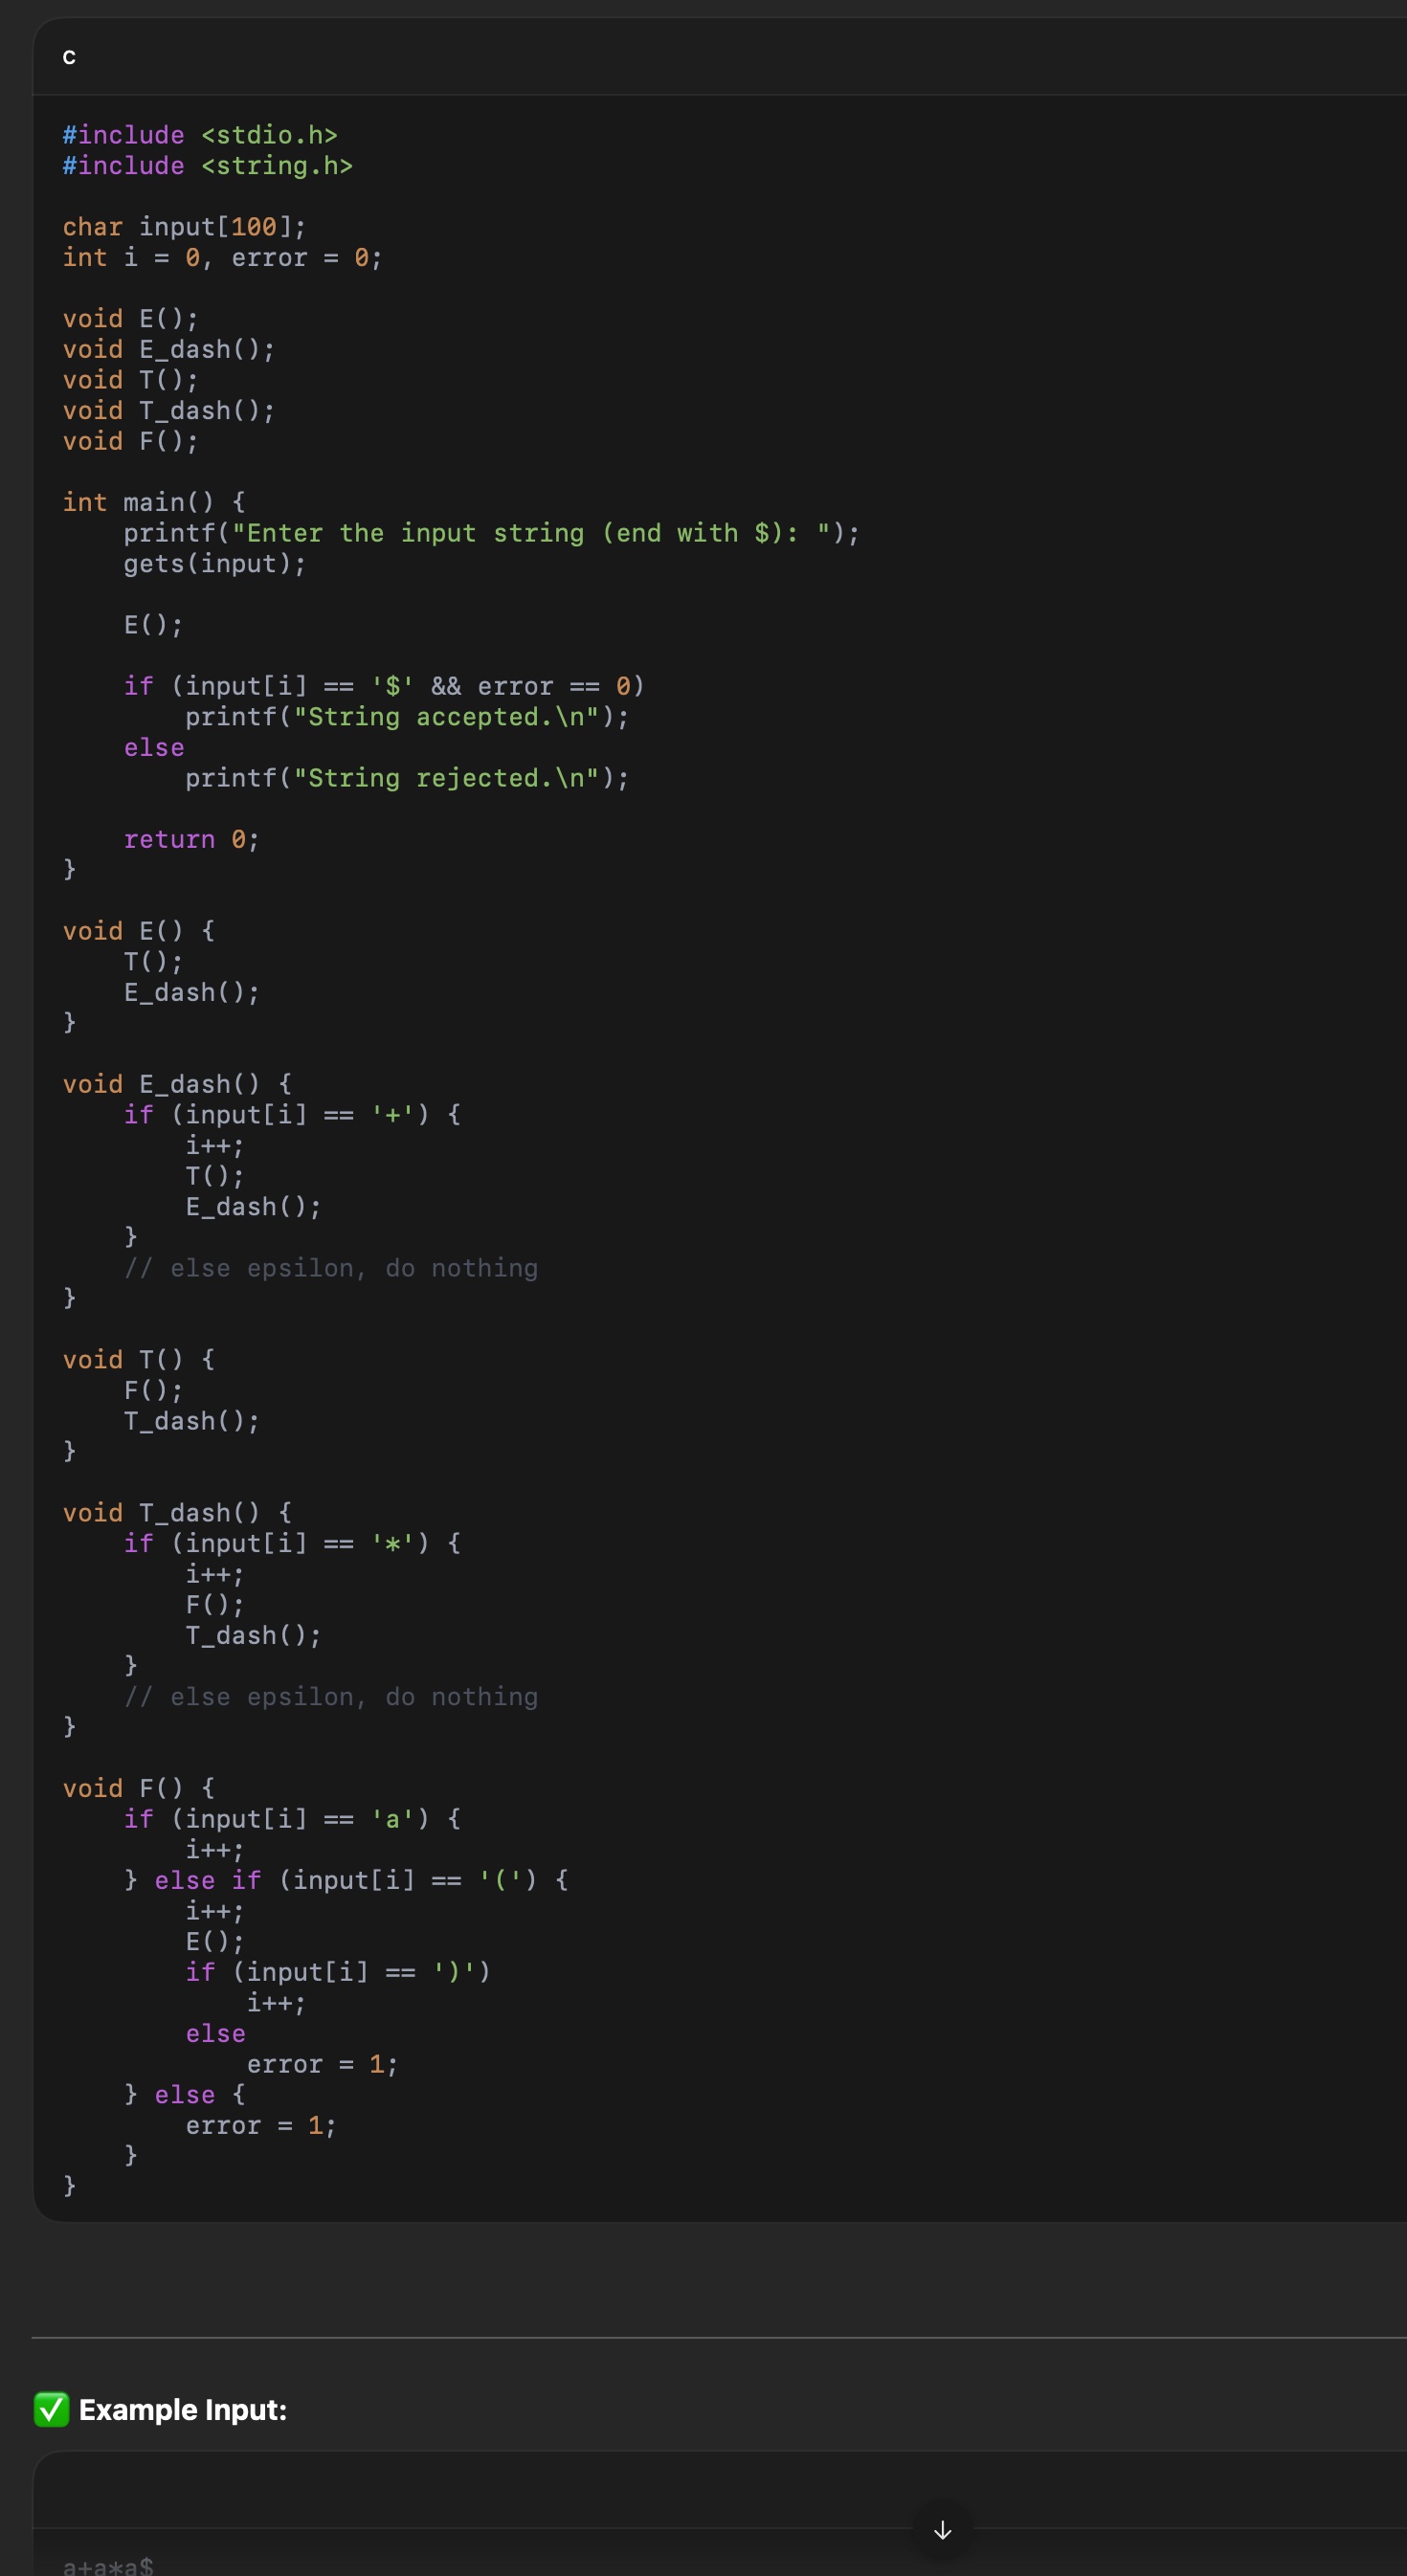 c
#include <stdio.h>
#include <string.h>
char input[100];
int i = 0, error = 0;
void E();
void E_dash();
void T();
void T_dash();
void F();
int main() {
    printf("Enter the input string (end with $): ");
    gets(input);
    E();
    if (input[i] == '$' && error == 0)
        printf("String accepted.\n");
    else
        printf("String rejected.\n");
    return 0;
}
void E() {
    T();
    E_dash();
}
void E_dash() {
    if (input[i] == '+') {
        i++;
        T();
        E_dash();
    }
    // else epsilon, do nothing
}
void T() {
    F();
    T_dash();
}
void T_dash() {
    if (input[i] == '*') {
        i++;
        F();
        T_dash();
    }
    // else epsilon, do nothing
}
void F() {
    if (input[i] == 'a') {
        i++;
    } else if (input[i] == '(') {
        i++;
        E();
        if (input[i] == ')')
            i++;
        else
            error = 1;
    } else {
        error = 1;
    }
}
✅ Example Input:
a+a*a$